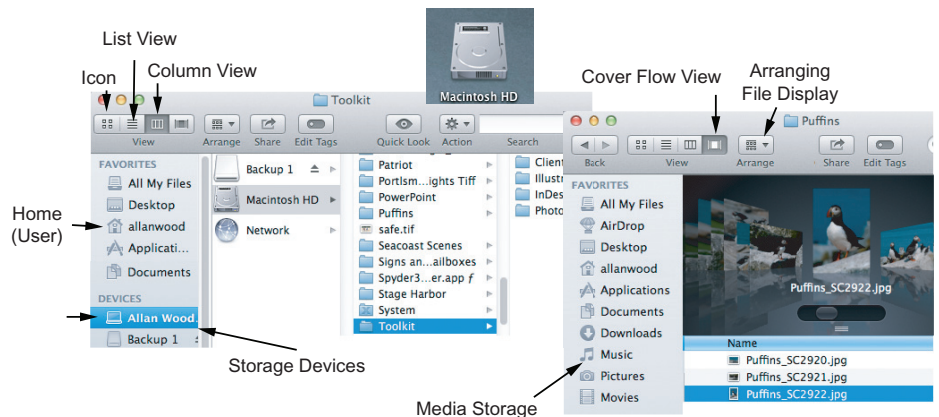 List View
Icon
Column View
Macintosh HD
Cover Flow View
Arranging
File Display
Toolkit
View
Arrange
Share
Edit Tags
Quick Look
Action
Search
FAVORITES
All My Files
Desktop
allanwood
Applicati...
Documents
DEVICES
Allan Wood...
Backup 1
Home
(User)
Backup 1
Macintosh HD
Network
Patriot
Portlsm...ights Tiff
PowerPoint
Puffins
safe.tif
Seacoast Scenes
Signs an...ailboxes
Spyder3...er.app f
Stage Harbor
System
Toolkit
Client
Illustr
InDes
Photo
Storage Devices
Media Storage
Puffins
Back
View
Arrange
Share
Edit Tags
FAVORITES
All My Files
AirDrop
Desktop
allanwood
Applications
Documents
Downloads
Music
Pictures
Movies
Puffins_SC2922.jpg
Name
Puffins_SC2920.jpg
Puffins_SC2921.jpg
Puffins_SC2922.jpg